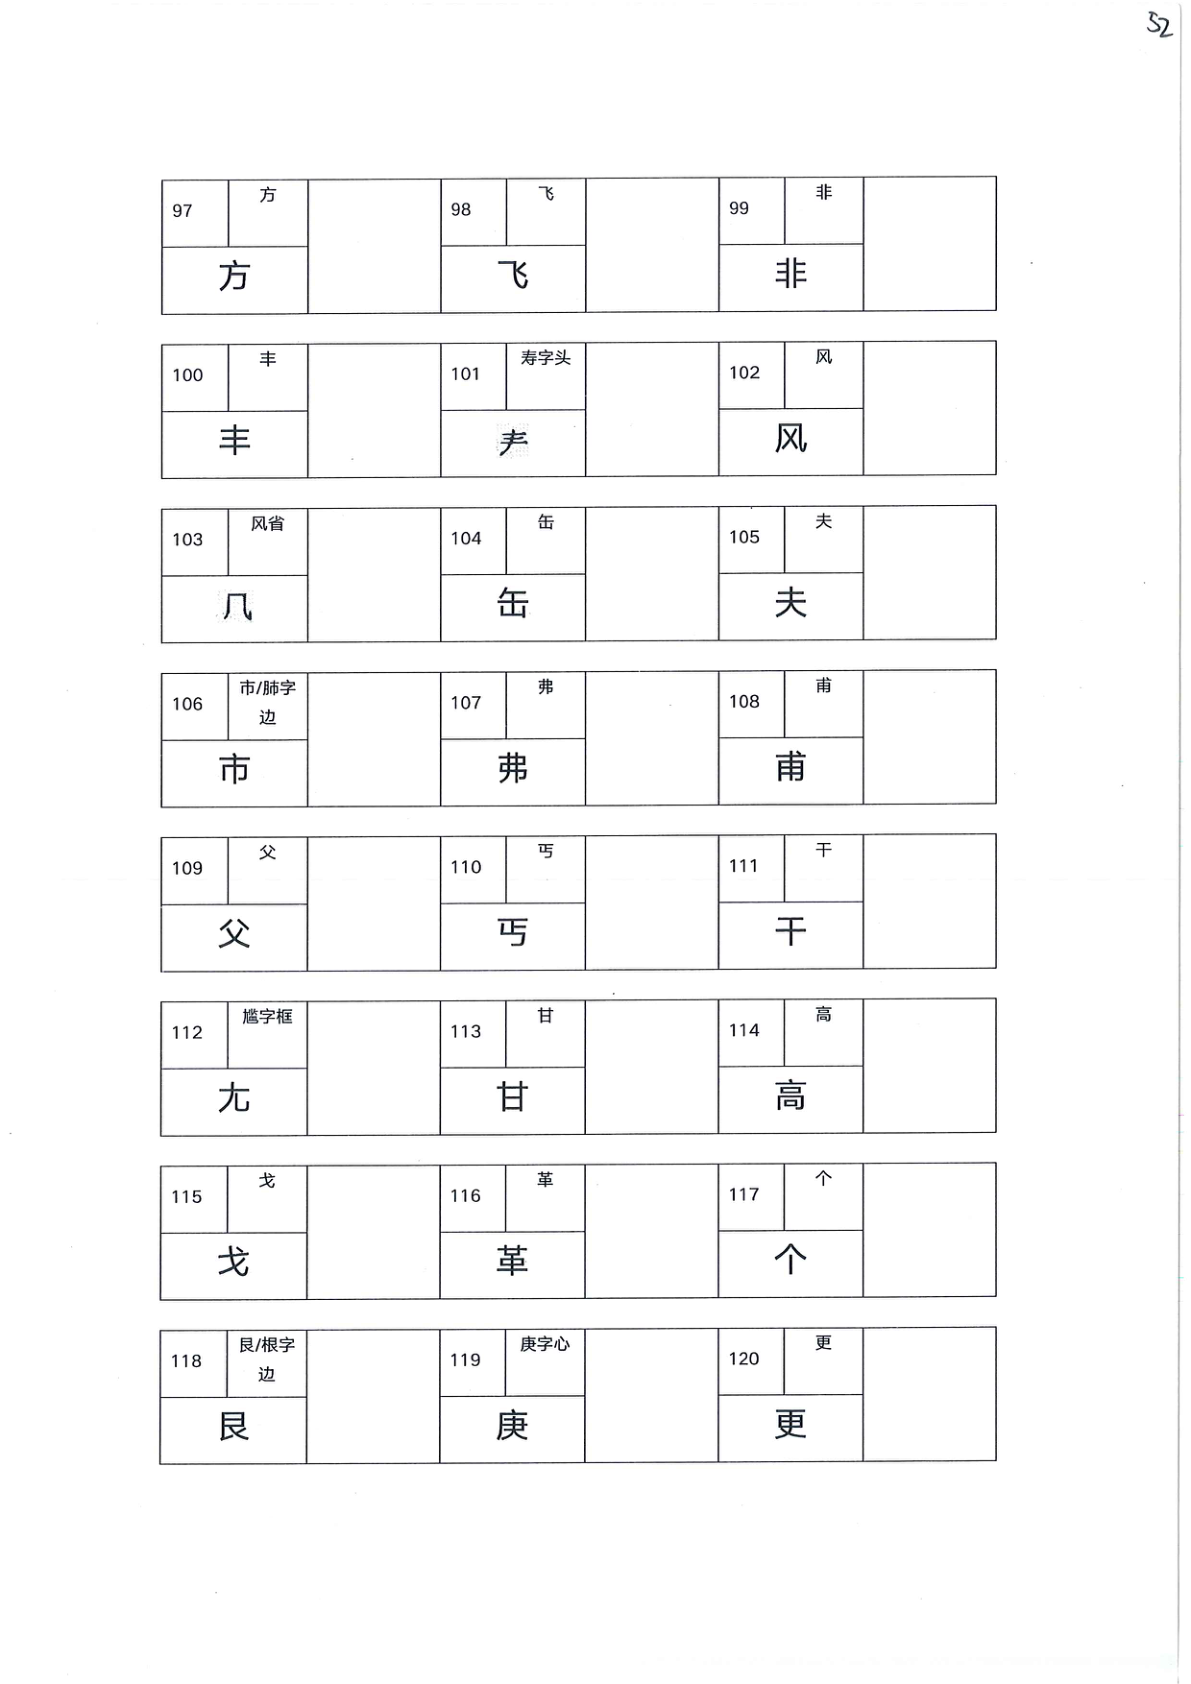 52
97 方 98 飞 99 非
方 飞 非
100 丰 101 寿字头 102 风
丰 龵 风
103 风省 104 缶 105 夫
⺇ 缶 夫
106 市/肺字 107 弗 108 甫
边
市 弗 甫
109 父 110 丏 111 干
父 丏 干
112 尴字框 113 甘 114 高
尢 甘 高
115 戈 116 革 117 个
戈 革 个
118 艮/根字 119 庚字心 120 更
边
艮 庚 更